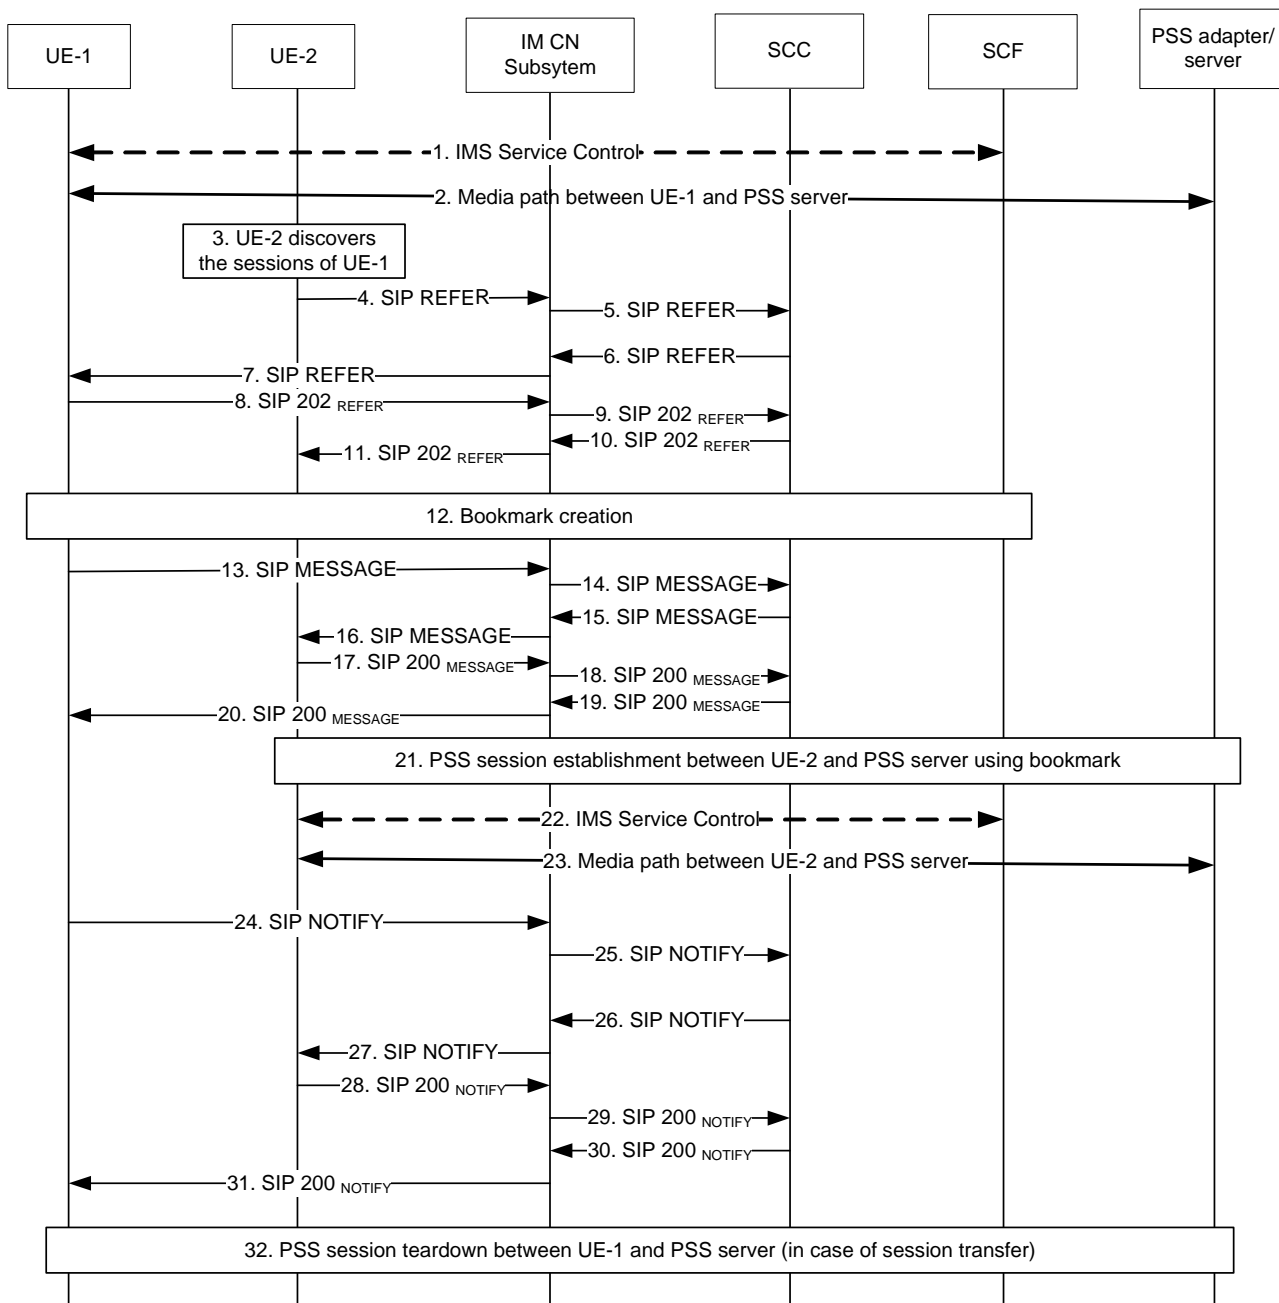 UE-1
UE-2
IM CN
Subsytem
SCC
SCF
PSS adapter/
server
1. IMS Service Control
2. Media path between UE-1 and PSS server
3. UE-2 discovers
the sessions of UE-1
4. SIP REFER
5. SIP REFER
6. SIP REFER
7. SIP REFER
8. SIP 202 REFER
9. SIP 202 REFER
10. SIP 202 REFER
11. SIP 202 REFER
12. Bookmark creation
13. SIP MESSAGE
14. SIP MESSAGE
15. SIP MESSAGE
16. SIP MESSAGE
17. SIP 200 MESSAGE
18. SIP 200 MESSAGE
19. SIP 200 MESSAGE
20. SIP 200 MESSAGE
21. PSS session establishment between UE-2 and PSS server using bookmark
22. IMS Service Control
23. Media path between UE-2 and PSS server
24. SIP NOTIFY
25. SIP NOTIFY
26. SIP NOTIFY
27. SIP NOTIFY
28. SIP 200 NOTIFY
29. SIP 200 NOTIFY
30. SIP 200 NOTIFY
31. SIP 200 NOTIFY
32. PSS session teardown between UE-1 and PSS server (in case of session transfer)